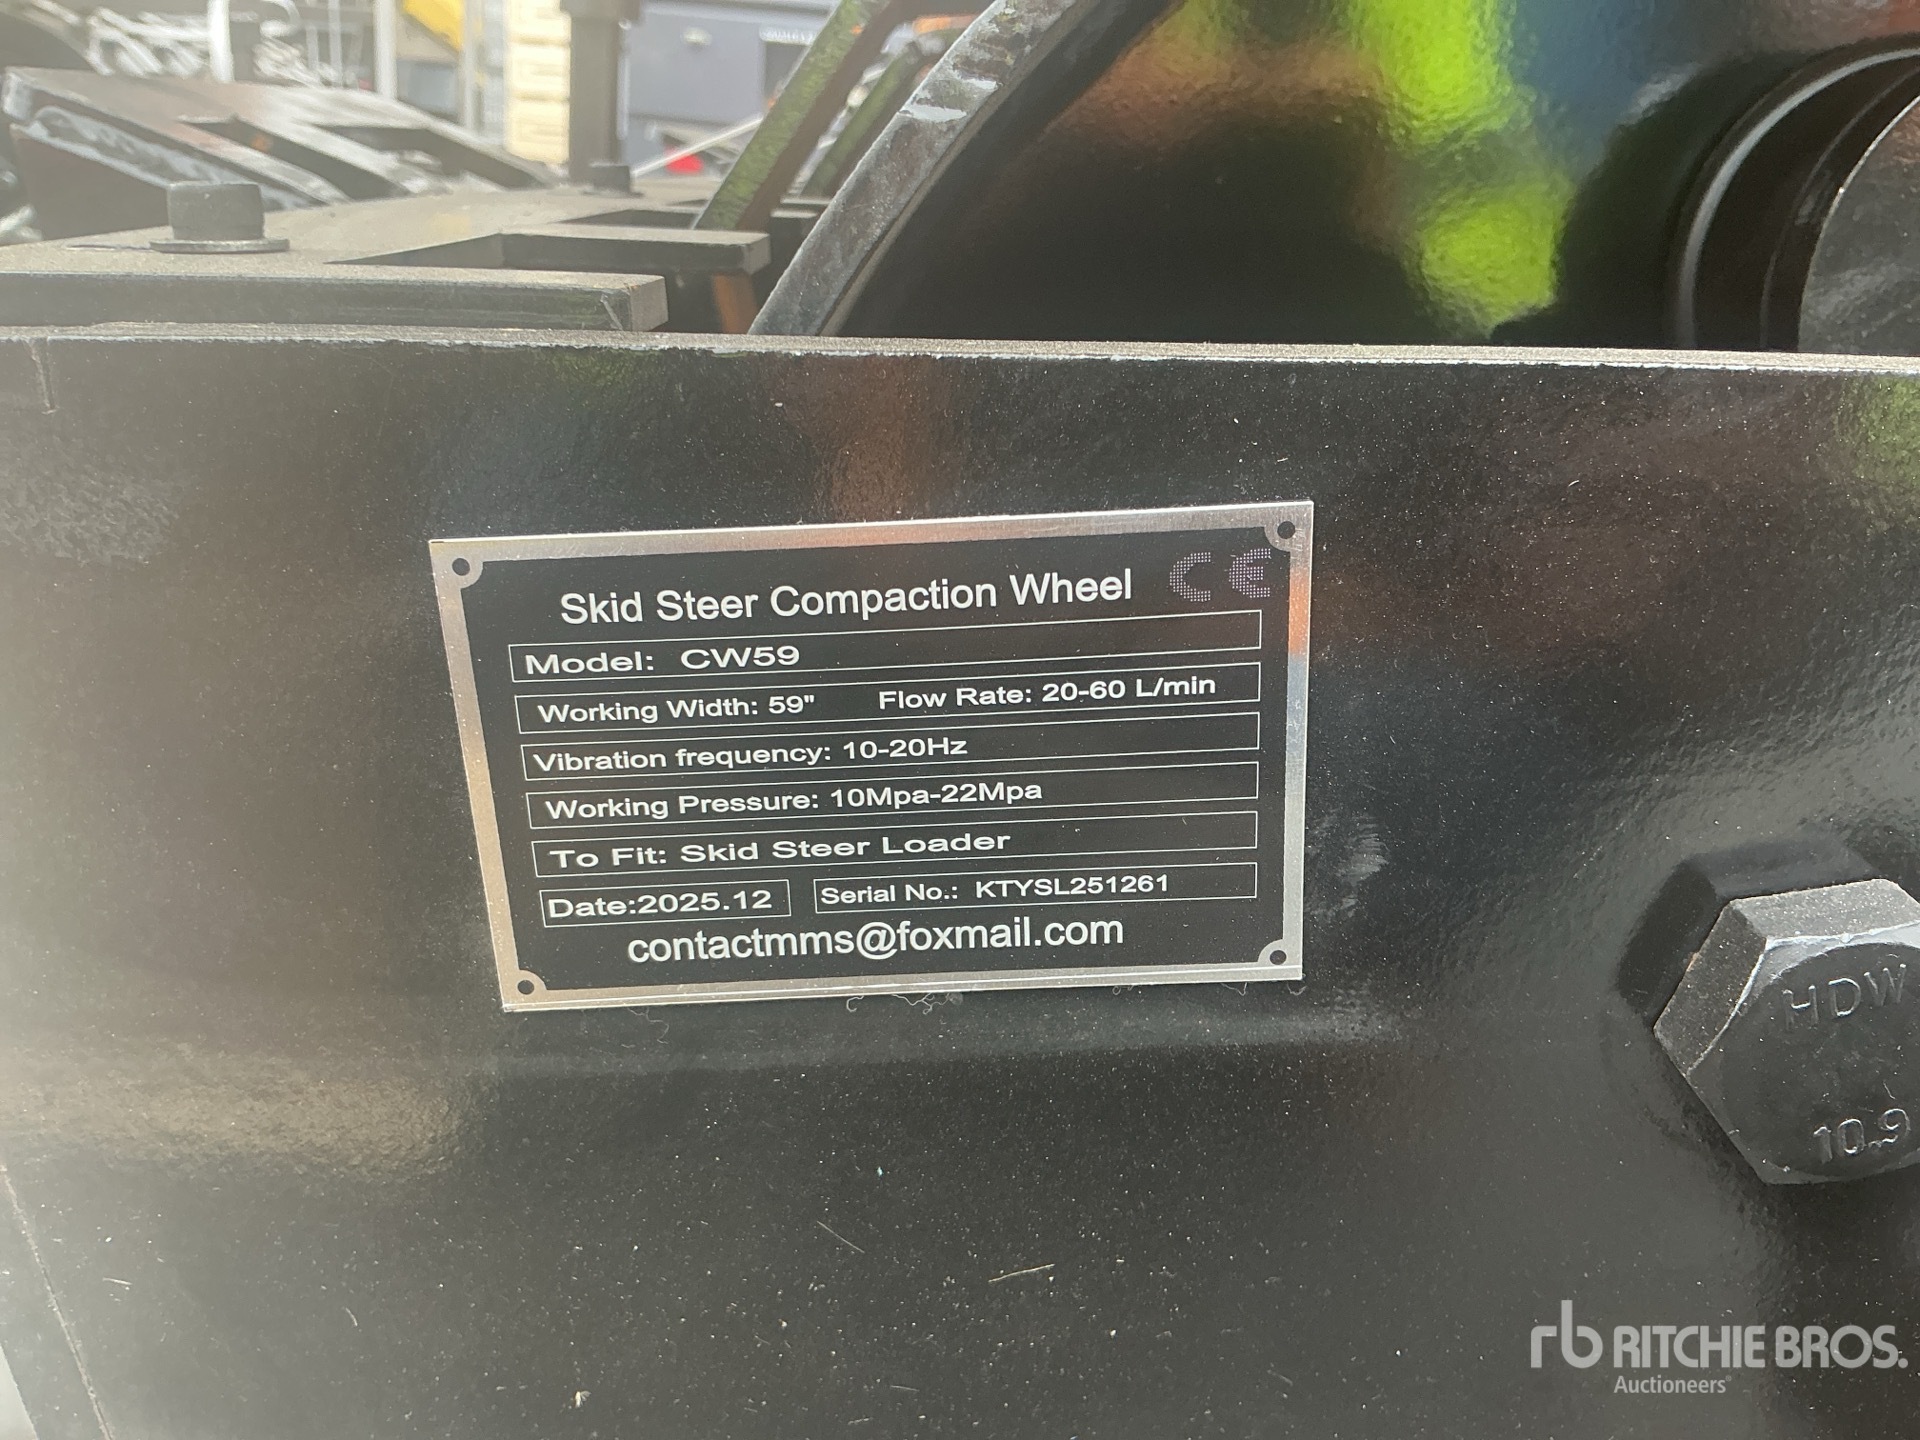 Skid Steer Compaction Wheel CE
Model: CW59
Working Width: 59" Flow Rate: 20-60 L/min
Vibration frequency: 10-20Hz
Working Pressure: 10Mpa-22Mpa
To Fit: Skid Steer Loader
Date:2025.12 Serial No.: KTYSL251261
contactmms@foxmail.com
HDW
10.9
rb RITCHIE BROS.
Auctioneers